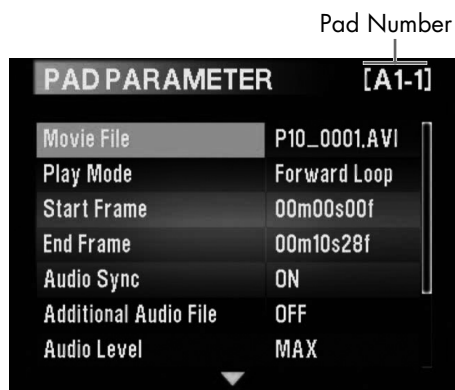 Pad Number
PAD PARAMETER [A1-1]
Movie File P10_0001.AVI
Play Mode Forward Loop
Start Frame 00m00s00f
End Frame 00m10s28f
Audio Sync ON
Additional Audio File OFF
Audio Level MAX